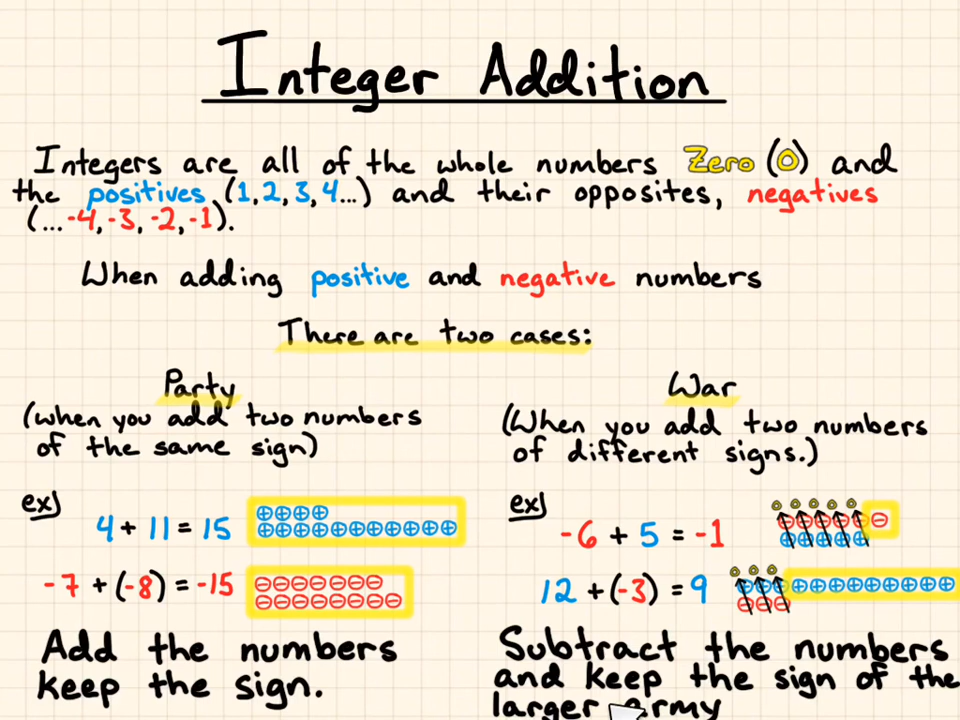 Integer Addition
Integers are all of the whole numbers Zero (0) and
the positives (1, 2, 3, 4...) and their opposites, negatives
(...-4, -3, -2, -1).
When adding positive and negative numbers
There are two cases:
Party
(when you add two numbers
of the same sign)
ex)
4 + 11 = 15
-7 + (-8) = -15
Add the numbers
keep the sign.
War
(When you add two numbers
of different signs.)
ex)
-6 + 5 = -1
12 + (-3) = 9
Subtract the numbers
and keep the sign of the
larger army